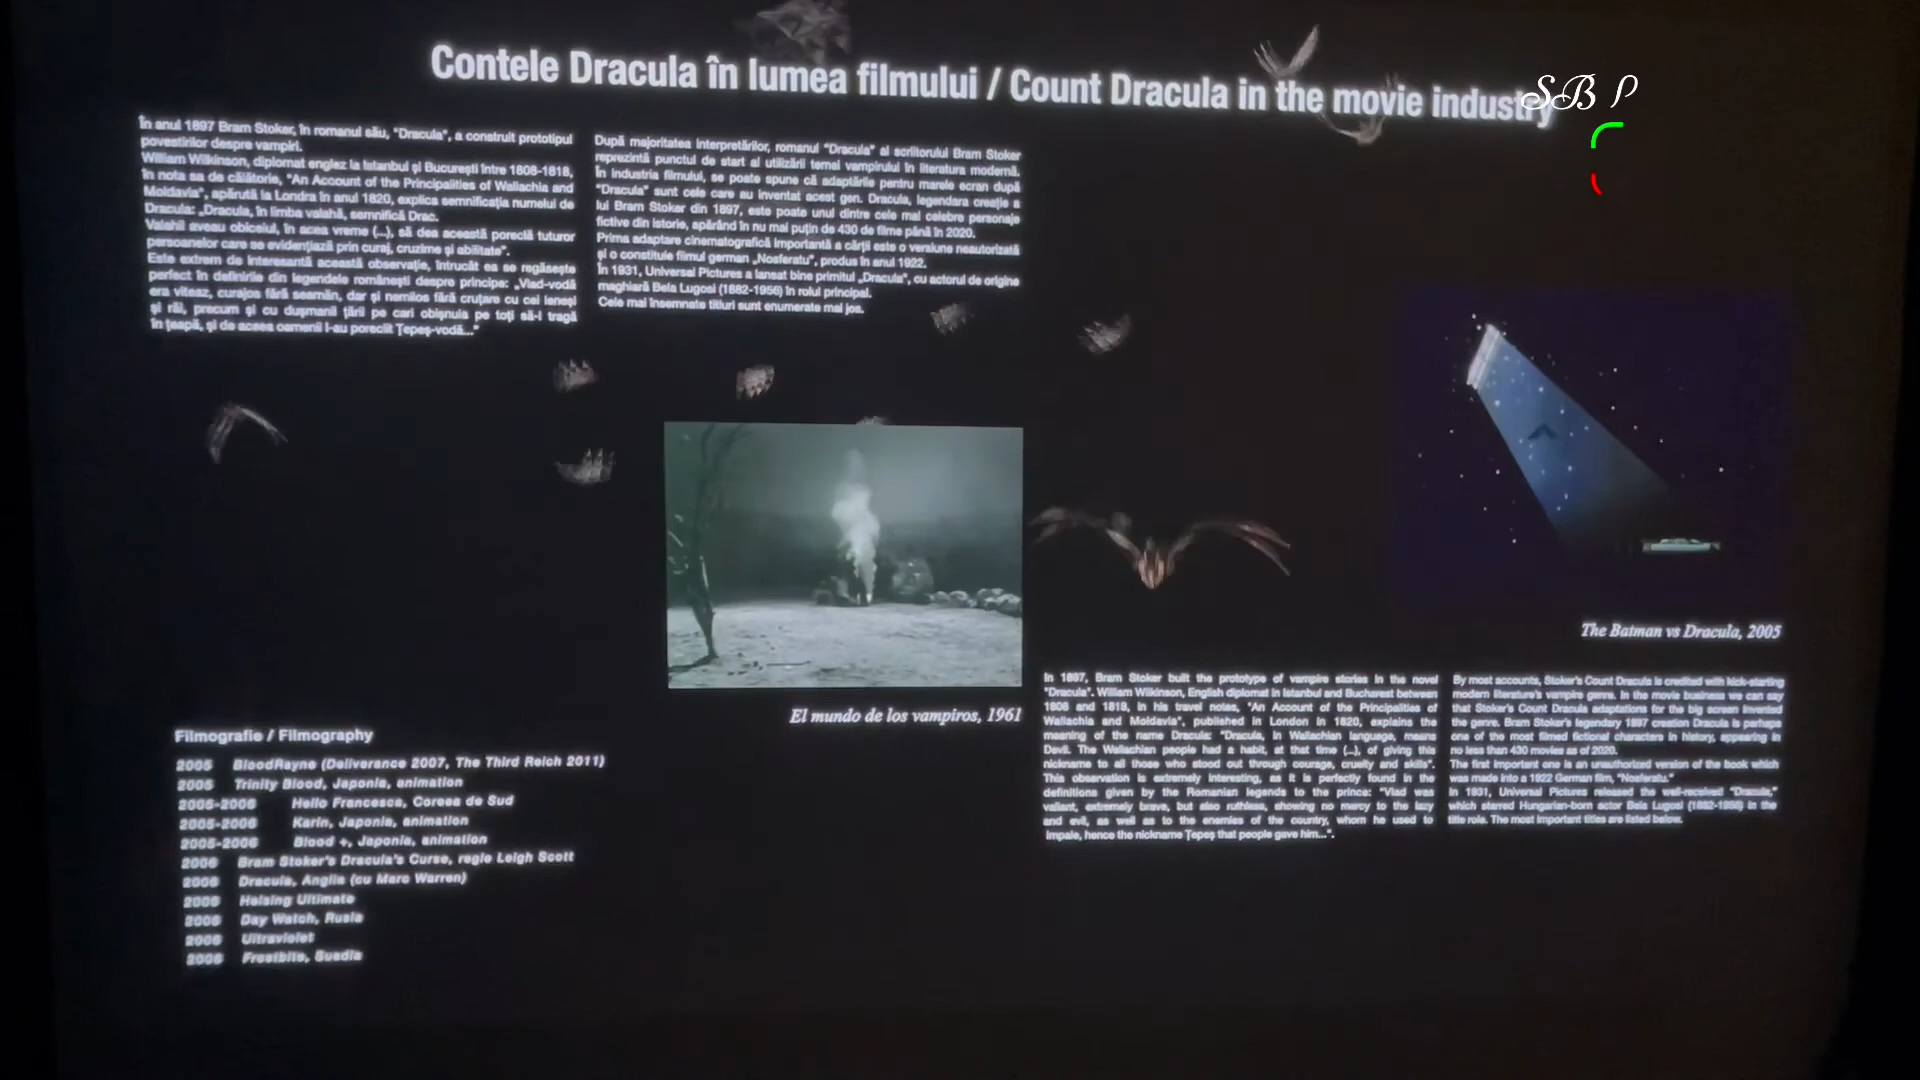 Contele Dracula în lumea filmului / Count Dracula in the movie industry
SB P
În anul 1897 Bram Stoker, în romanul său, "Dracula", a construit prototipul
povestirilor despre vampiri.
William Wilkinson, diplomat englez la Istanbul și București între 1808-1818,
în nota sa de călătorie, "An Account of the Principalities of Wallachia and
Moldavia", apărută la Londra în anul 1820, explica semnificația numelui de
Dracula: „Dracula, în limba valahă, semnifică Drac.
Valahii aveau obiceiul, în acea vreme (...), să dea această poreclă tuturor
persoanelor care se evidențiază prin curaj, cruzime și abilitate".
Este extrem de interesantă această observație, întrucât ea se regăsește
perfect în definirile din legendele românești despre principe: „Vlad-vodă
era viteaz, curajos fără seamăn, dar și nemilos fără cruțare cu cei leneși
și răi, precum și cu dușmanii țării pe cari obișnuia pe toți să-i tragă
în țeapă, și de aceea oamenii l-au poreclit Țepeș-vodă..."
După majoritatea interpretărilor, romanul "Dracula" al scriitorului Bram Stoker
reprezintă punctul de start al utilizării temei vampirului în literatura modernă.
În industria filmului, se poate spune că adaptările pentru marele ecran după
"Dracula" sunt cele care au inventat acest gen. Dracula, legendara creație a
lui Bram Stoker din 1897, este poate unul dintre cele mai celebre personaje
fictive din istorie, apărând în nu mai puțin de 430 de filme până în 2020.
Prima adaptare cinematografică importantă a cărții este o versiune neautorizată
și o constituie filmul german „Nosferatu", produs în anul 1922.
În 1931, Universal Pictures a lansat bine primitul „Dracula", cu actorul de origine
maghiară Bela Lugosi (1882-1956) în rolul principal.
Cele mai însemnate titluri sunt enumerate mai jos.
The Batman vs Dracula, 2005
El mundo de los vampiros, 1961
In 1897, Bram Stoker built the prototype of vampire stories in the novel
"Dracula". William Wilkinson, English diplomat in Istanbul and Bucharest between
1808 and 1818, in his travel notes, "An Account of the Principalities of
Wallachia and Moldavia", published in London in 1820, explains the
meaning of the name Dracula: "Dracula, in Wallachian language, means
Devil. The Wallachian people had a habit, at that time (...), of giving this
nickname to all those who stood out through courage, cruelty and skills".
This observation is extremely interesting, as it is perfectly found in the
definitions given by the Romanian legends to the prince: "Vlad was
valiant, extremely brave, but also ruthless, showing no mercy to the lazy
and evil, as well as to the enemies of the country, whom he used to
impale, hence the nickname Țepeș that people gave him...".
By most accounts, Stoker's Count Dracula is credited with kick-starting
modern literature's vampire genre. In the movie business we can say
that Stoker's Count Dracula adaptations for the big screen invented
the genre. Bram Stoker's legendary 1897 creation Dracula is perhaps
one of the most filmed fictional characters in history, appearing in
no less than 430 movies as of 2020.
The first important one is an unauthorized version of the book which
was made into a 1922 German film, "Nosferatu."
In 1931, Universal Pictures released the well-received "Dracula,"
which starred Hungarian-born actor Bela Lugosi (1882-1956) in the
title role. The most important titles are listed below.
Filmografie / Filmography
2005 BloodRayne (Deliverance 2007, The Third Reich 2011)
2005 Trinity Blood, Japonia, animation
2005-2006 Hello Francesca, Coreea de Sud
2005-2006 Karin, Japonia, animation
2005-2006 Blood +, Japonia, animation
2006 Bram Stoker's Dracula's Curse, regie Leigh Scott
2006 Dracula, Anglia (cu Marc Warren)
2006 Helsing Ultimate
2006 Day Watch, Rusia
2006 Ultraviolet
2006 Frostbite, Suedia